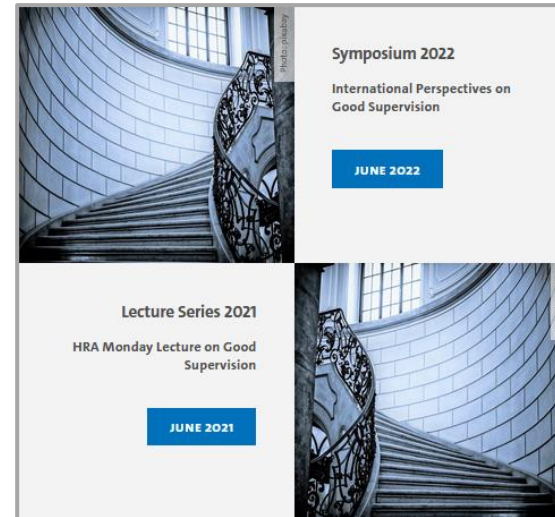 Photo: pixabay
Symposium 2022
International Perspectives on
Good Supervision
JUNE 2022
Lecture Series 2021
HRA Monday Lecture on Good
Supervision
JUNE 2021